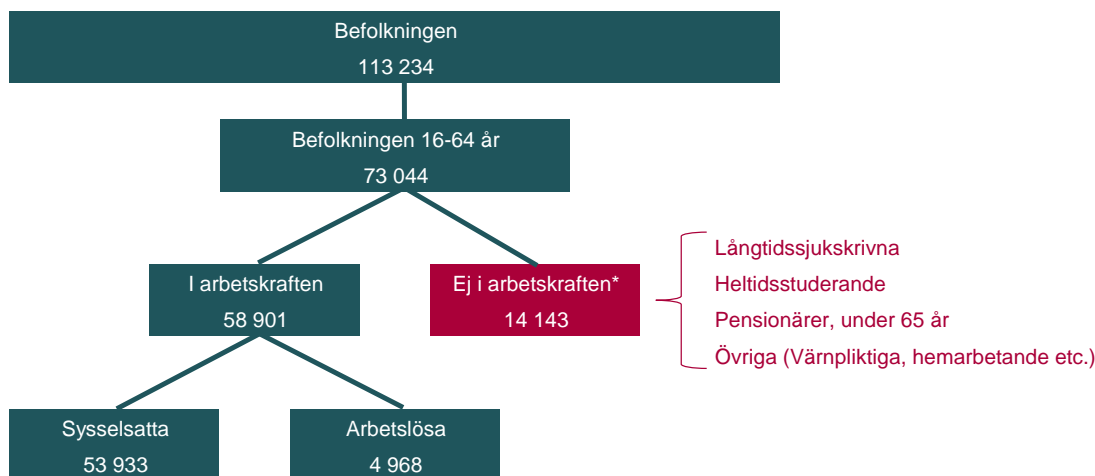 Befolkningen
113 234
Befolkningen 16-64 år
73 044
I arbetskraften
58 901
Ej i arbetskraften*
14 143
Långtidssjukskrivna
Heltidsstuderande
Pensionärer, under 65 år
Övriga (Värnpliktiga, hemarbetande etc.)
Sysselsatta
53 933
Arbetslösa
4 968